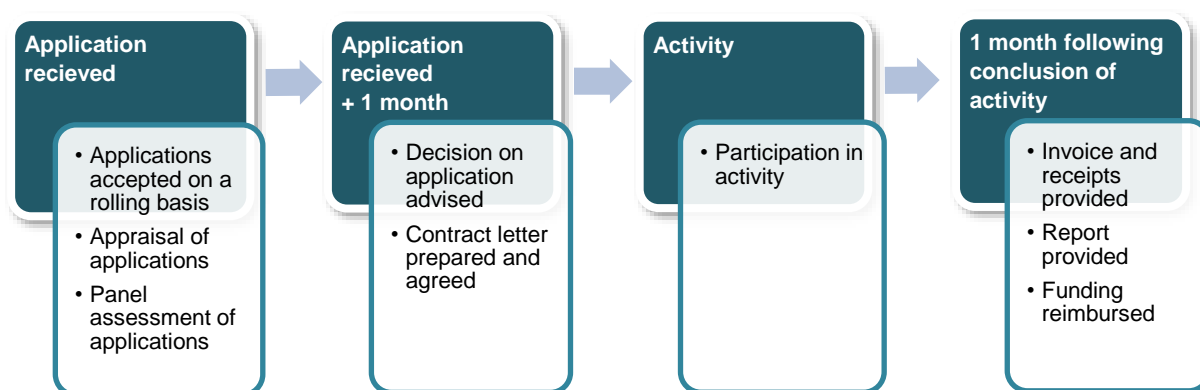 Application
recieved
• Applications
accepted on a
rolling basis
• Appraisal of
applications
• Panel
assessment of
applications
Application
recieved
+ 1 month
• Decision on
application
advised
• Contract letter
prepared and
agreed
Activity
• Participation in
activity
1 month following
conclusion of
activity
• Invoice and
receipts
provided
• Report
provided
• Funding
reimbursed